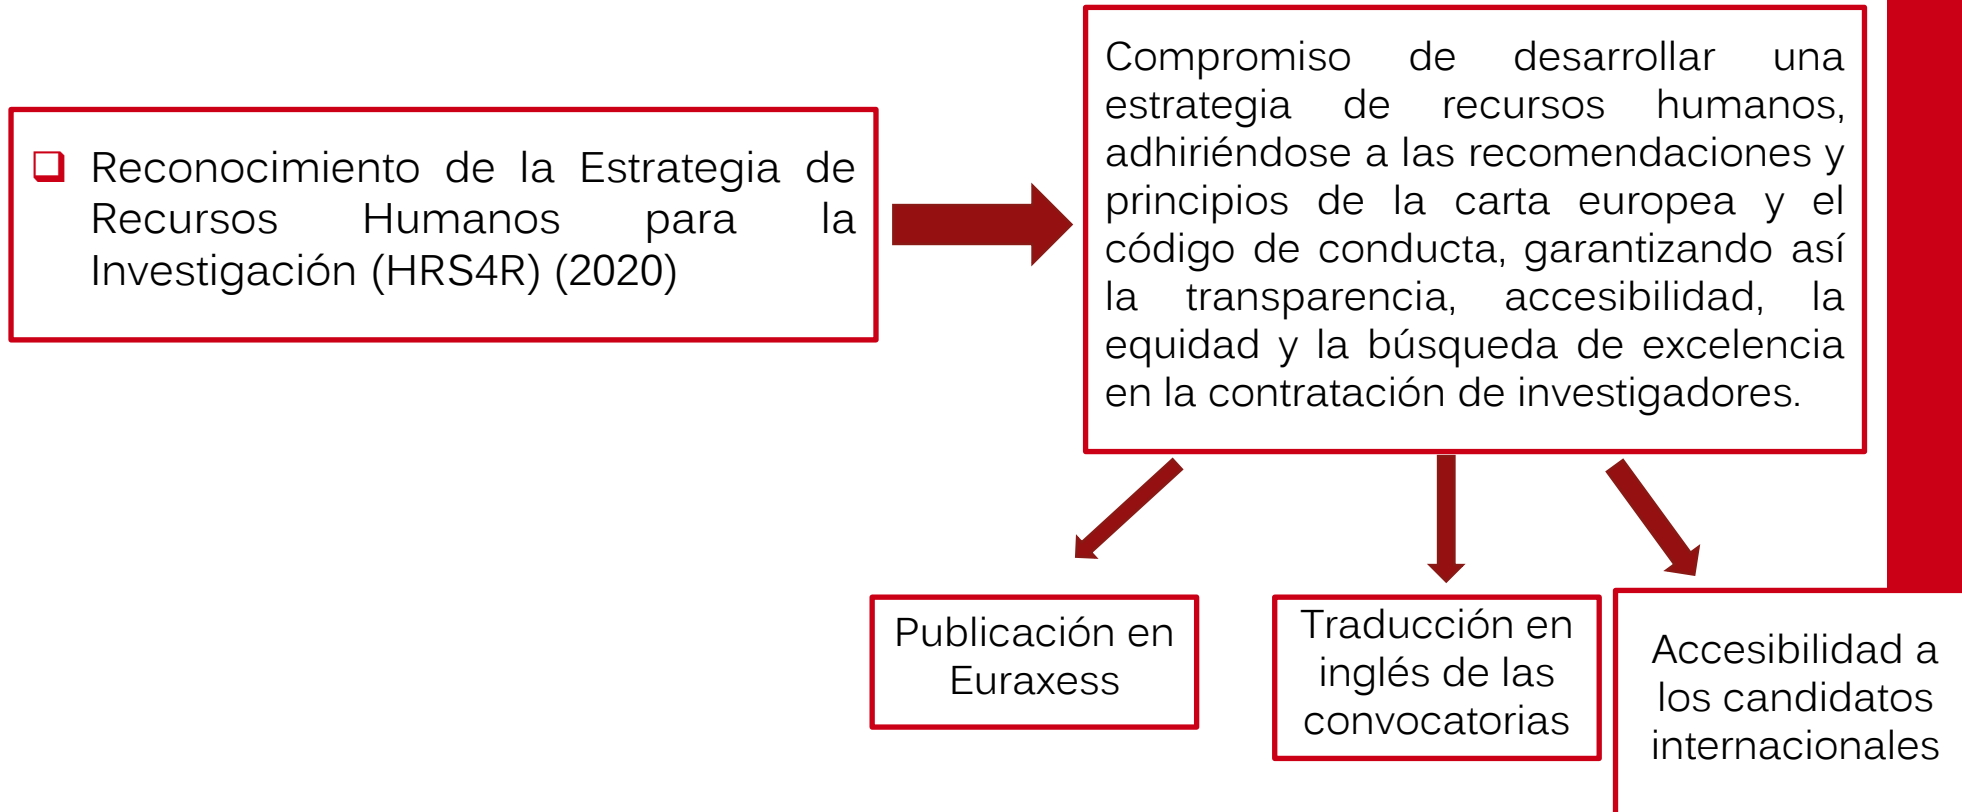 Reconocimiento de la Estrategia de
Recursos Humanos para la
Investigación (HRS4R) (2020)
Compromiso de desarrollar una
estrategia de recursos humanos,
adhiriéndose a las recomendaciones y
principios de la carta europea y el
código de conducta, garantizando así
la transparencia, accesibilidad, la
equidad y la búsqueda de excelencia
en la contratación de investigadores.
Publicación en
Euraxess
Traducción en
inglés de las
convocatorias
Accesibilidad a
los candidatos
internacionales